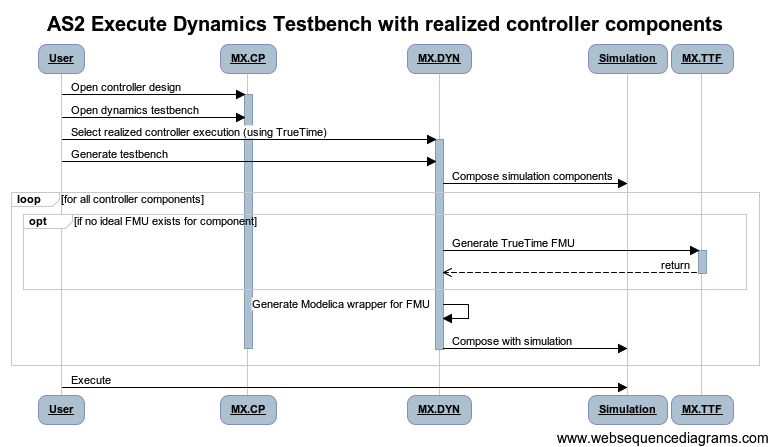 AS2 Execute Dynamics Testbench with realized controller components
User MX.CP MX.DYN Simulation MX.TTF
Open controller design
Open dynamics testbench
Select realized controller execution (using TrueTime)
Generate testbench
Compose simulation components
loop [for all controller components]
opt [if no ideal FMU exists for component]
Generate TrueTime FMU
return
Generate Modelica wrapper for FMU
Compose with simulation
Execute
User MX.CP MX.DYN Simulation MX.TTF
www.websequencediagrams.com